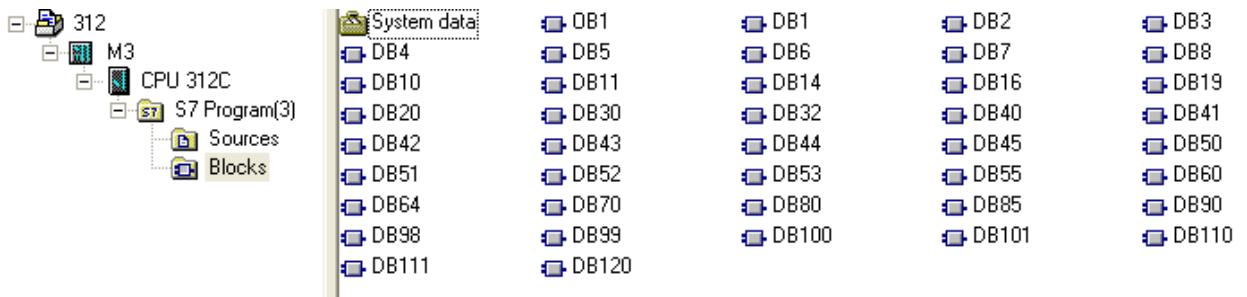 312
M3
CPU 312C
S7 Program(3)
Sources
Blocks
System data OB1 DB1 DB2 DB3
DB4 DB5 DB6 DB7 DB8
DB10 DB11 DB14 DB16 DB19
DB20 DB30 DB32 DB40 DB41
DB42 DB43 DB44 DB45 DB50
DB51 DB52 DB53 DB55 DB60
DB64 DB70 DB80 DB85 DB90
DB98 DB99 DB100 DB101 DB110
DB111 DB120